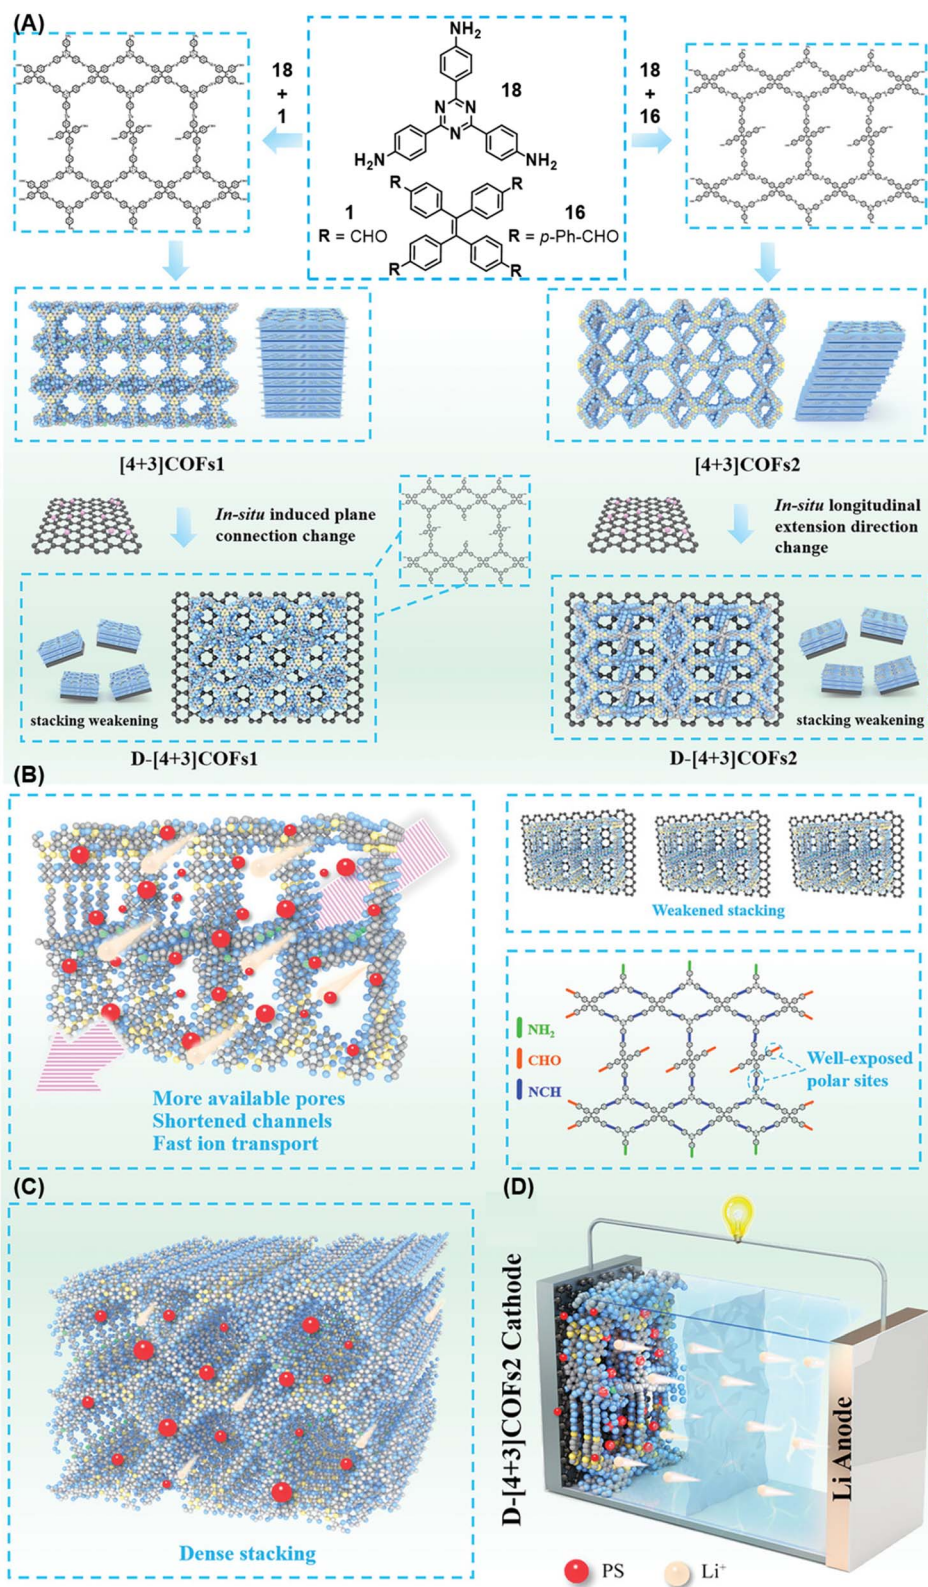 (A)
18
+
1
NH₂
18
N
N
N
H₂N
NH₂
18
+
16
R
R
1
R = CHO
16
R = p-Ph-CHO
R
R
[4+3]COFs1
[4+3]COFs2
In-situ induced plane
connection change
In-situ longitudinal
extension direction
change
stacking weakening
stacking weakening
D-[4+3]COFs1
D-[4+3]COFs2
(B)
More available pores
Shortened channels
Fast ion transport
Weakened stacking
NH₂
CHO
NCH
Well-exposed
polar sites
(C)
Dense stacking
(D)
D-[4+3]COFs2 Cathode
Li Anode
PS
Li⁺